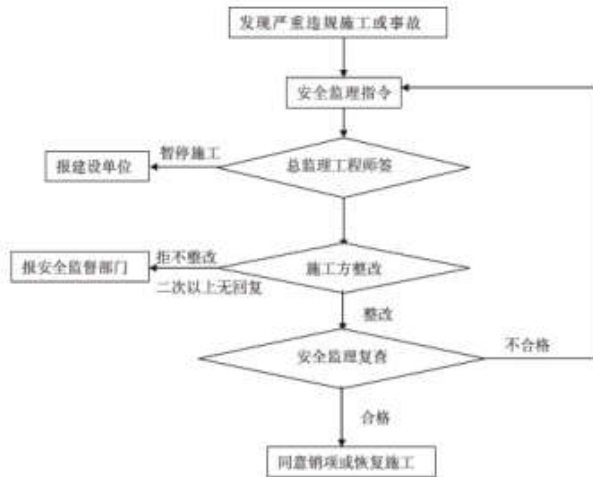 发现严重违规施工或事故
安全监理指令
暂停施工
报建设单位
总监理工程师签
拒不整改
报安全监督部门
施工方整改
二次以上无回复
整改
安全监理复查
不合格
合格
同意销项或恢复施工